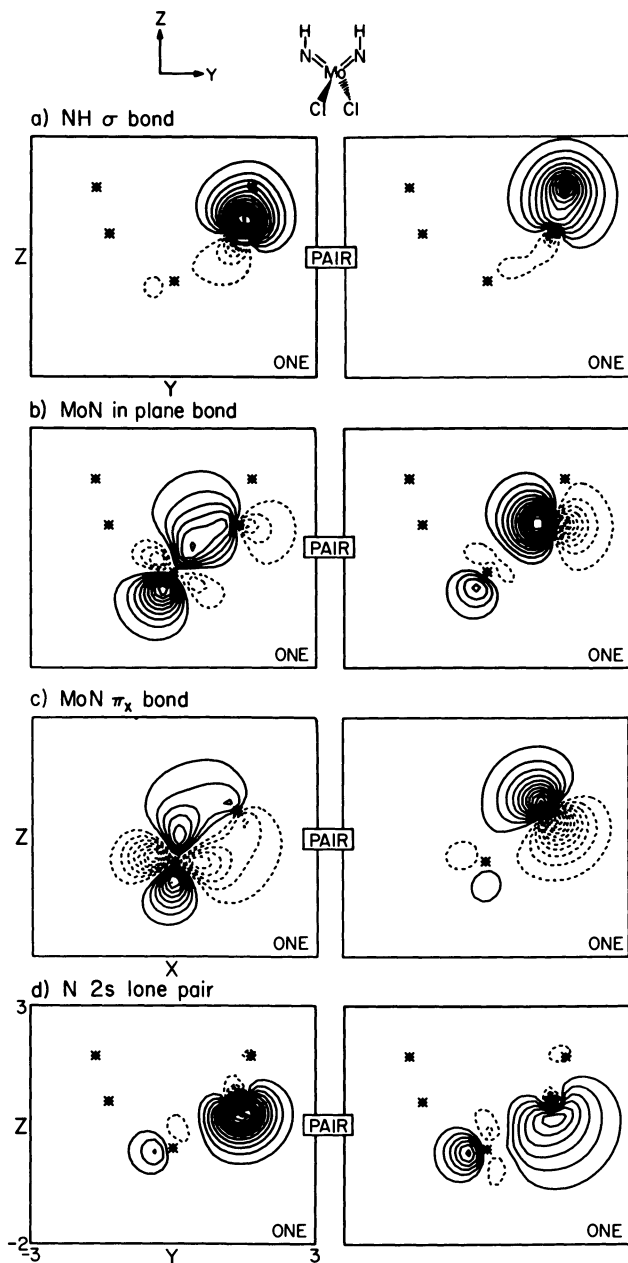 Z
Y
H H
N N
Mo
Cl Cl
a) NH σ bond
Z
PAIR
ONE
ONE
Y
b) MoN in plane bond
PAIR
ONE
ONE
c) MoN πx bond
Z
PAIR
ONE
ONE
X
d) N 2s lone pair
3
Z
PAIR
ONE
ONE
-2
-3 Y 3